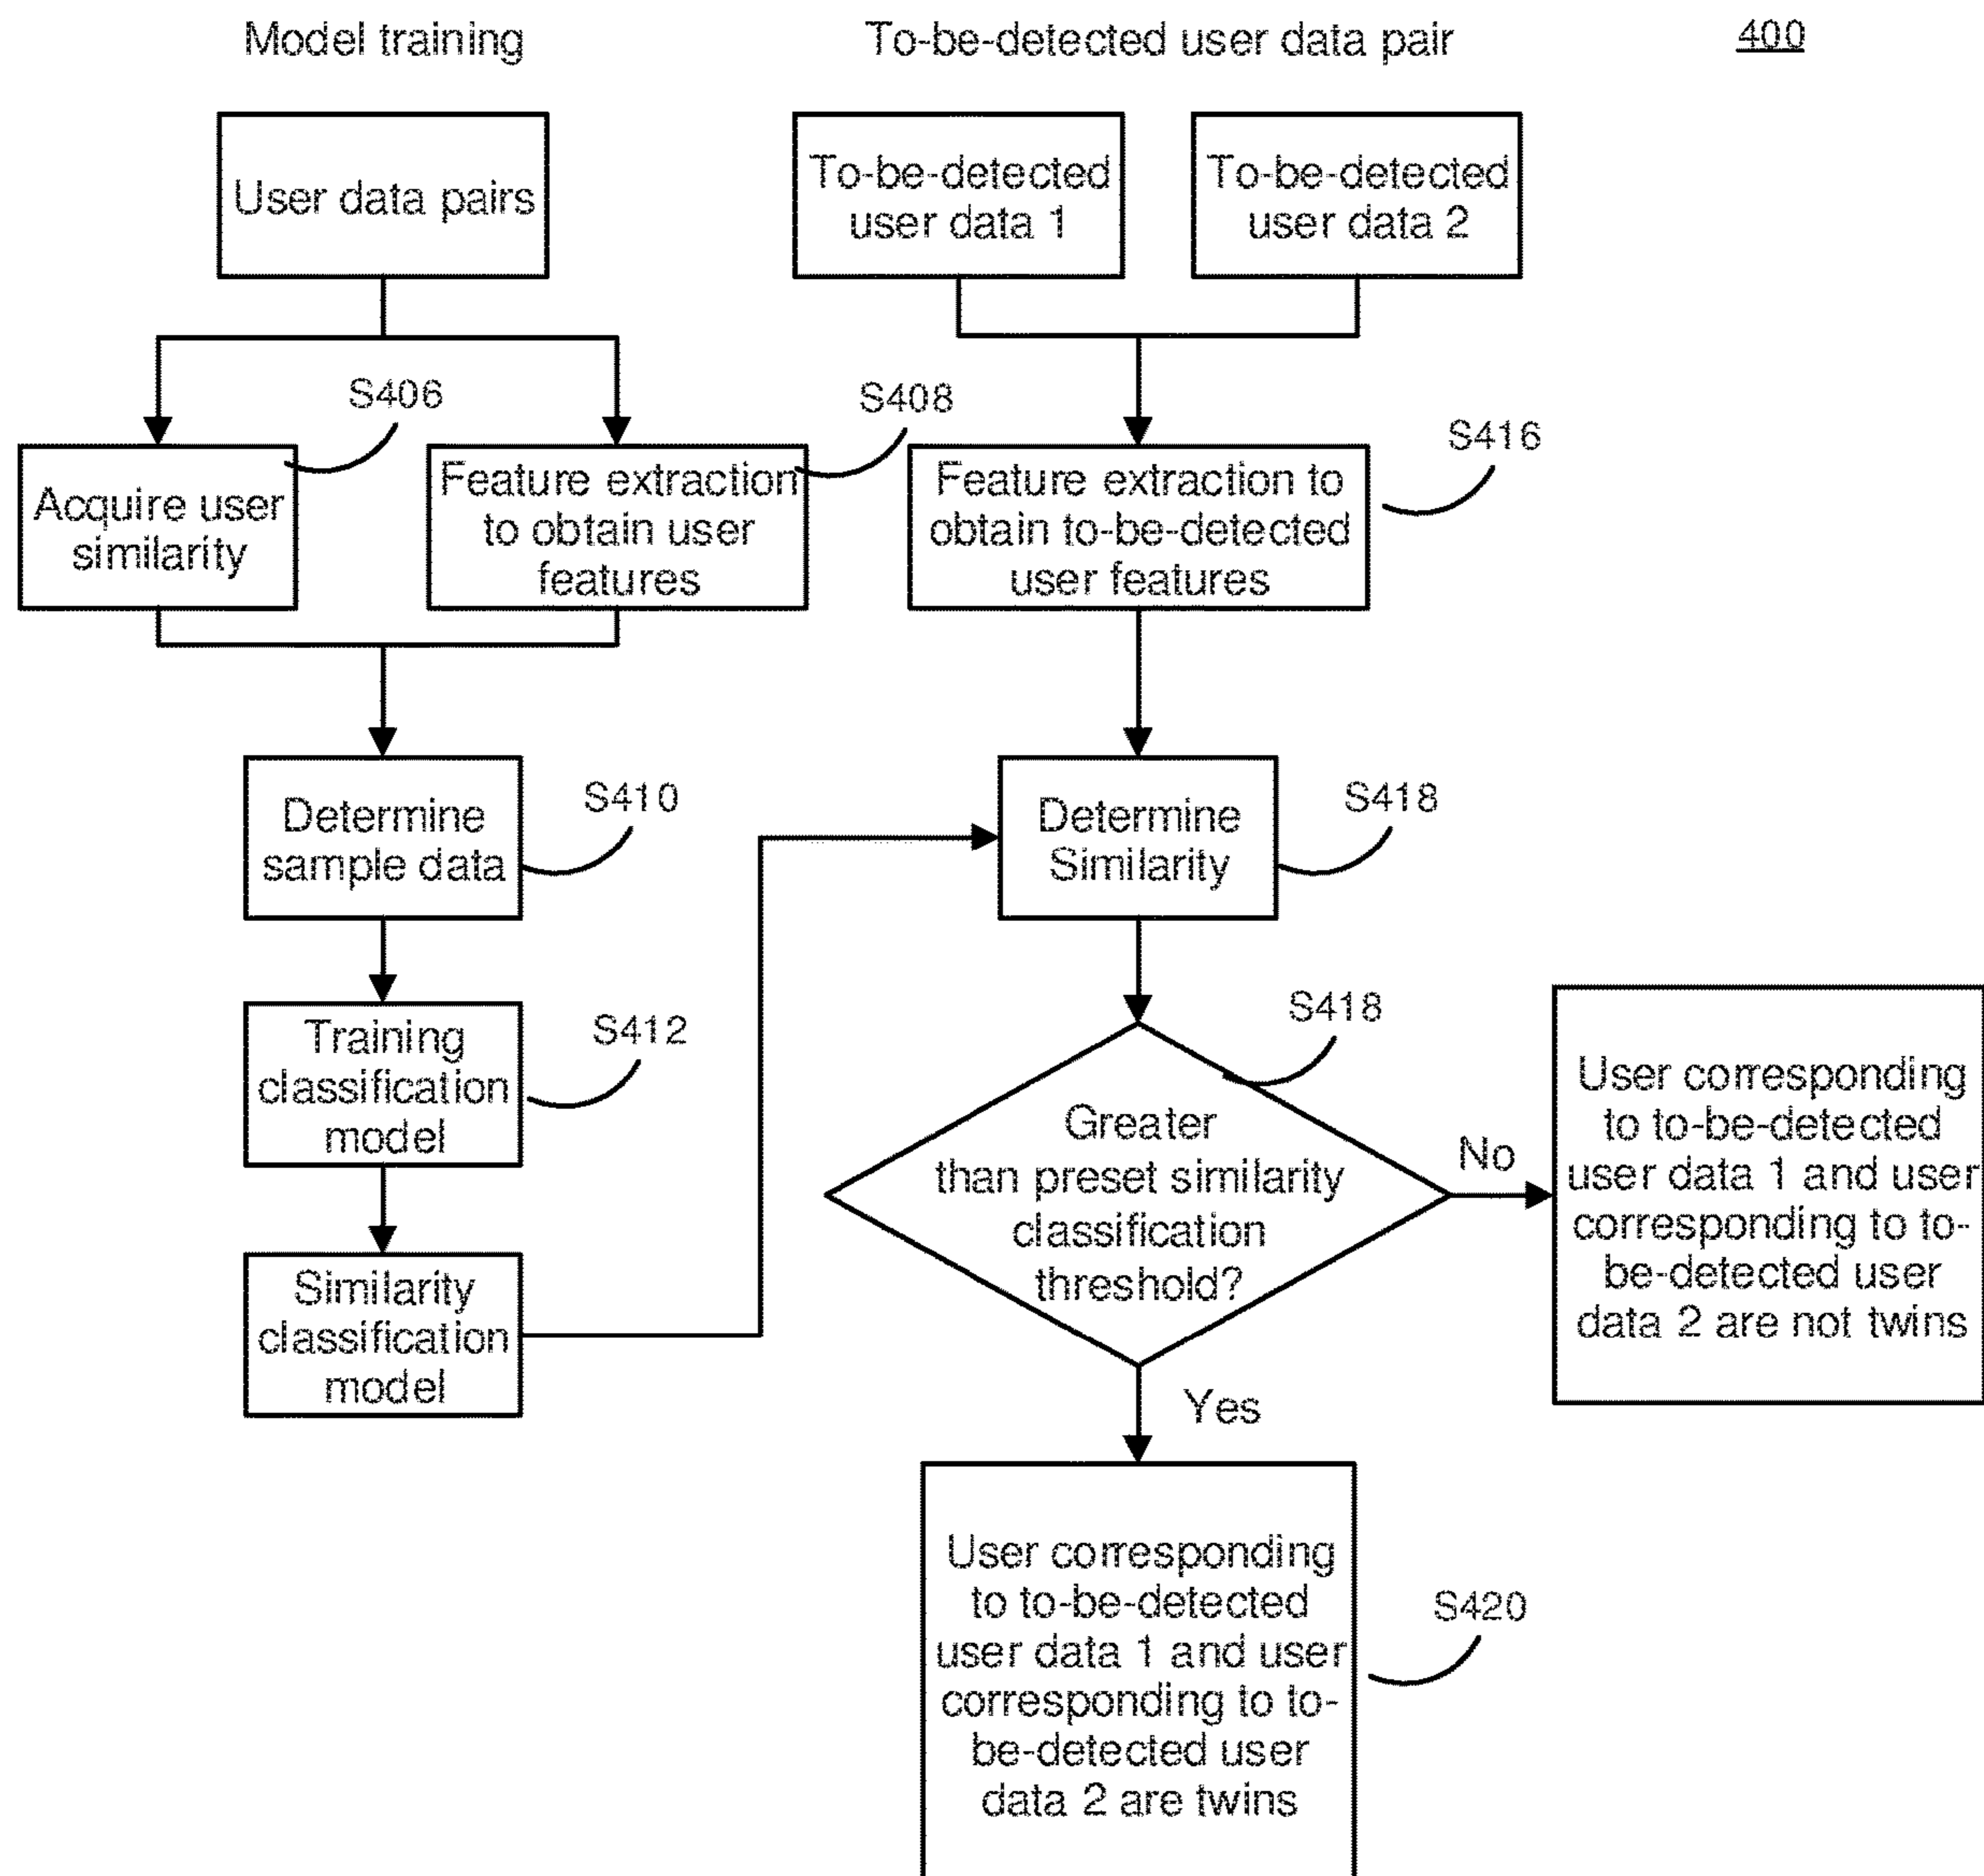 Model training
To-be-detected user data pair
400
User data pairs
To-be-detected
user data 1
To-be-detected
user data 2
S406
S408
S416
Acquire user
similarity
Feature extraction
to obtain user
features
Feature extraction to
obtain to-be-detected
user features
Determine
sample data
S410
Determine
Similarity
S418
Training
classification
model
S412
S418
Greater
than preset similarity
classification
threshold?
No
User corresponding
to to-be-detected
user data 1 and user
corresponding to to-
be-detected user
data 2 are not twins
Similarity
classification
model
Yes
User corresponding
to to-be-detected
user data 1 and user
corresponding to to-
be-detected user
data 2 are twins
S420